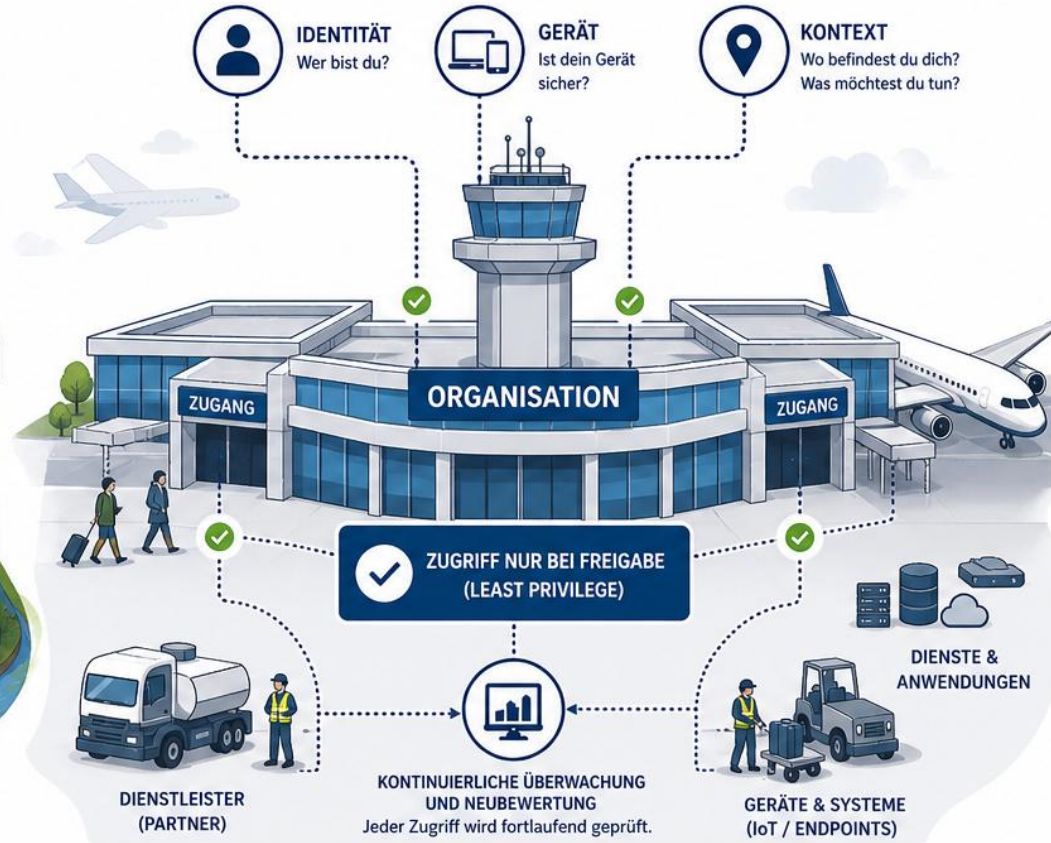 IDENTITÄT
Wer bist du?
GERÄT
Ist dein Gerät
sicher?
KONTEXT
Wo befindest du dich?
Was möchtest du tun?
ZUGANG
ORGANISATION
ZUGANG
ZUGRIFF NUR BEI FREIGABE
(LEAST PRIVILEGE)
DIENSTE &
ANWENDUNGEN
DIENSTLEISTER
(PARTNER)
KONTINUIERLICHE ÜBERWACHUNG
UND NEUBEWERTUNG
Jeder Zugriff wird fortlaufend geprüft.
GERÄTE & SYSTEME
(IoT / ENDPOINTS)